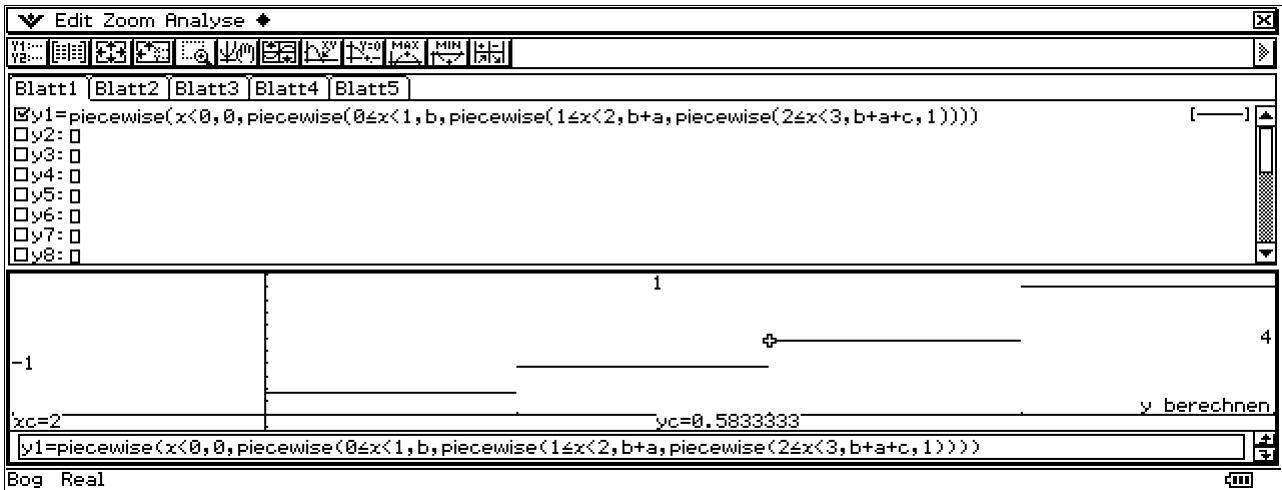 Edit Zoom Analyse
Blatt1 Blatt2 Blatt3 Blatt4 Blatt5
y1=piecewise(x<0,0,piecewise(0≤x<1,b,piecewise(1≤x<2,b+a,piecewise(2≤x<3,b+a+c,1))))
y2:
y3:
y4:
y5:
y6:
y7:
y8:
1
4
-1
y berechnen
xc=2 yc=0.5833333
y1=piecewise(x<0,0,piecewise(0≤x<1,b,piecewise(1≤x<2,b+a,piecewise(2≤x<3,b+a+c,1))))
Bog Real